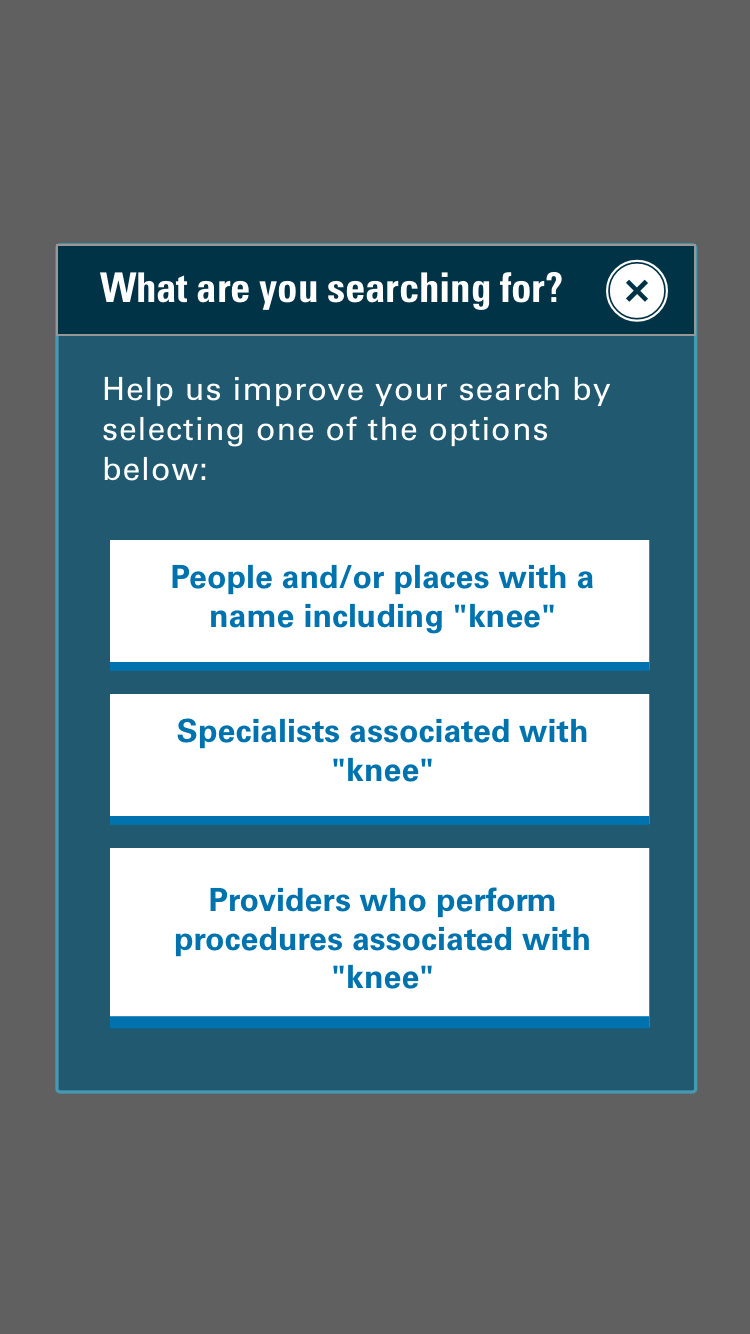 What are you searching for?
Help us improve your search by
selecting one of the options
below:
People and/or places with a
name including "knee"
Specialists associated with
"knee"
Providers who perform
procedures associated with
"knee"